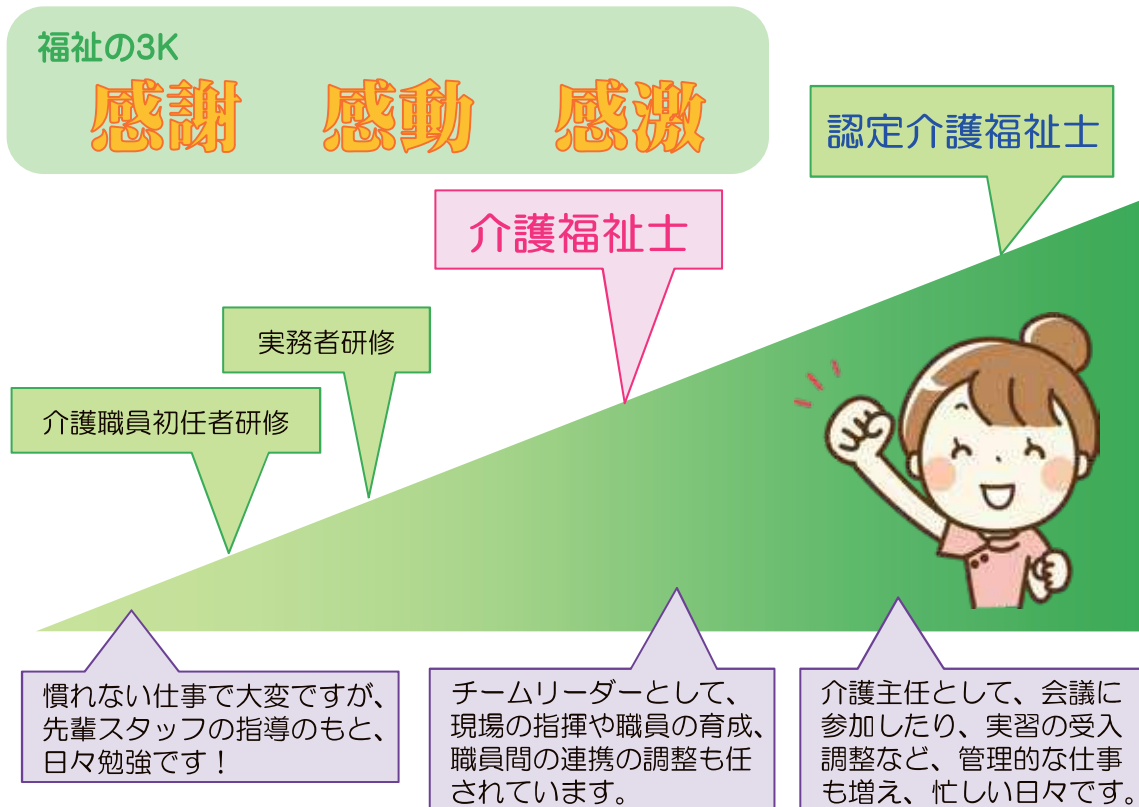 福祉の3K
感謝 感動 感激
認定介護福祉士
介護福祉士
実務者研修
介護職員初任者研修
慣れない仕事で大変ですが、
先輩スタッフの指導のもと、
日々勉強です！
チームリーダーとして、
現場の指揮や職員の育成、
職員間の連携の調整も任
されています。
介護主任として、会議に
参加したり、実習の受入
調整など、管理的な仕事
も増え、忙しい日々です。